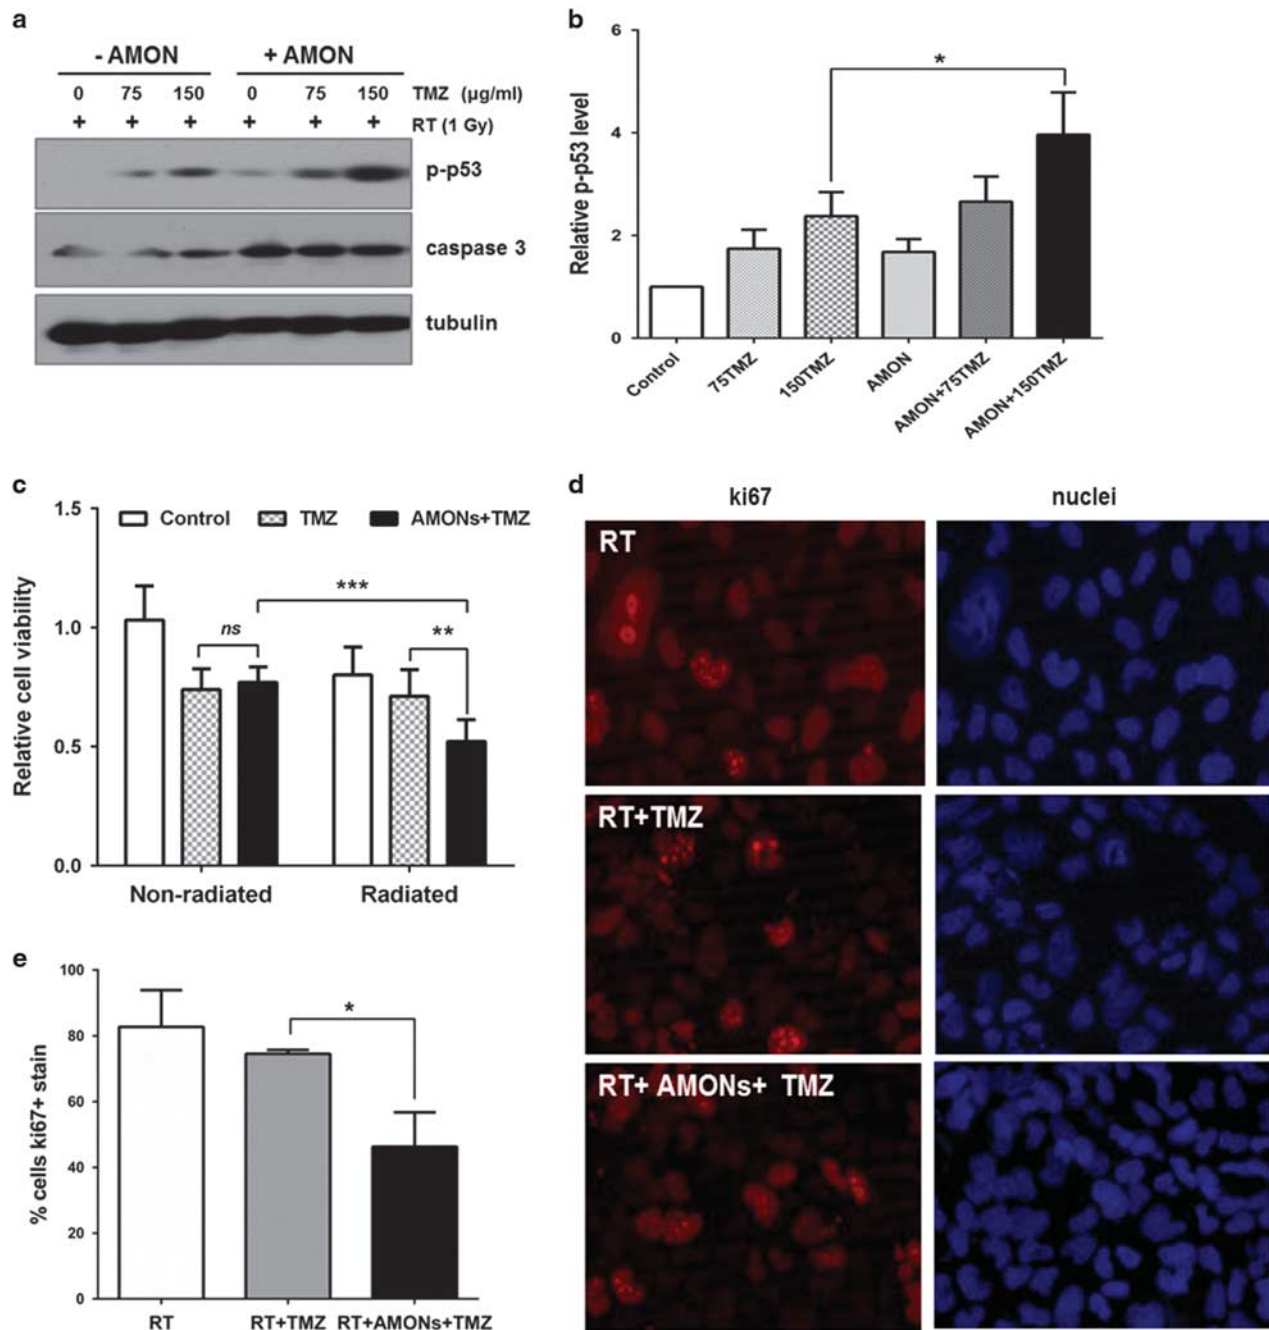 a
- AMON + AMON
0 75 150 0 75 150 TMZ (µg/ml)
+ + + + + + RT (1 Gy)
p-p53
caspase 3
tubulin
b
Relative p-p53 level
6
4
2
0
*
Control 75TMZ 150TMZ AMON AMON+75TMZ AMON+150TMZ
c
Relative cell viability
1.5
1.0
0.5
0.0
Control TMZ AMONs+TMZ
***
ns
**
Non-radiated Radiated
d
ki67 nuclei
RT
RT+TMZ
RT+ AMONs+ TMZ
e
% cells ki67+ stain
100
80
60
40
20
0
*
RT RT+TMZ RT+AMONs+TMZ